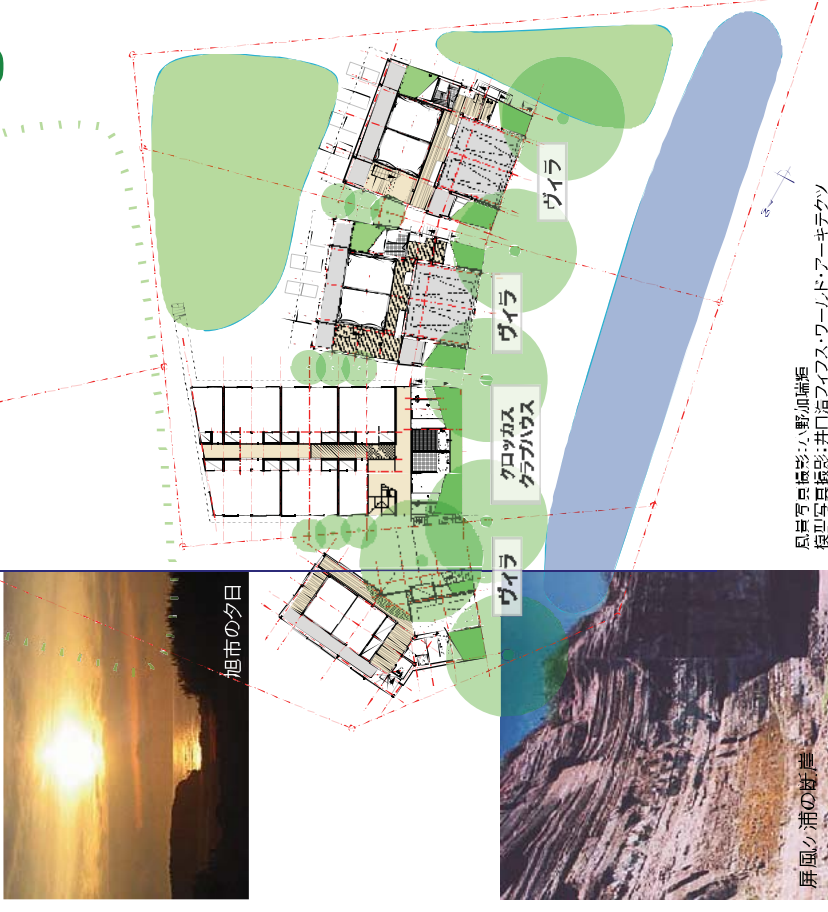 ヴィラ
ヴィラ
クロッカス
クラブハウス
ヴィラ
旭市の夕日
屏風ヶ浦の断崖
風景写真撮影:八野加瑞矩
模型写真撮影:井口浩フィフス・ワールド・アーキテクツ